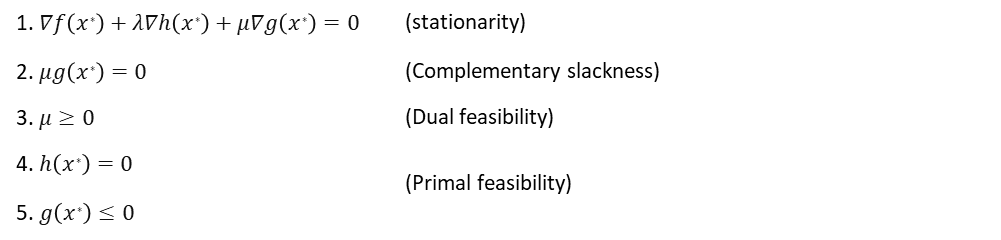 1. ∇f(x*) + λ∇h(x*) + μ∇g(x*) = 0 (stationarity)
2. μg(x*) = 0 (Complementary slackness)
3. μ ≥ 0 (Dual feasibility)
4. h(x*) = 0
(Primal feasibility)
5. g(x*) ≤ 0